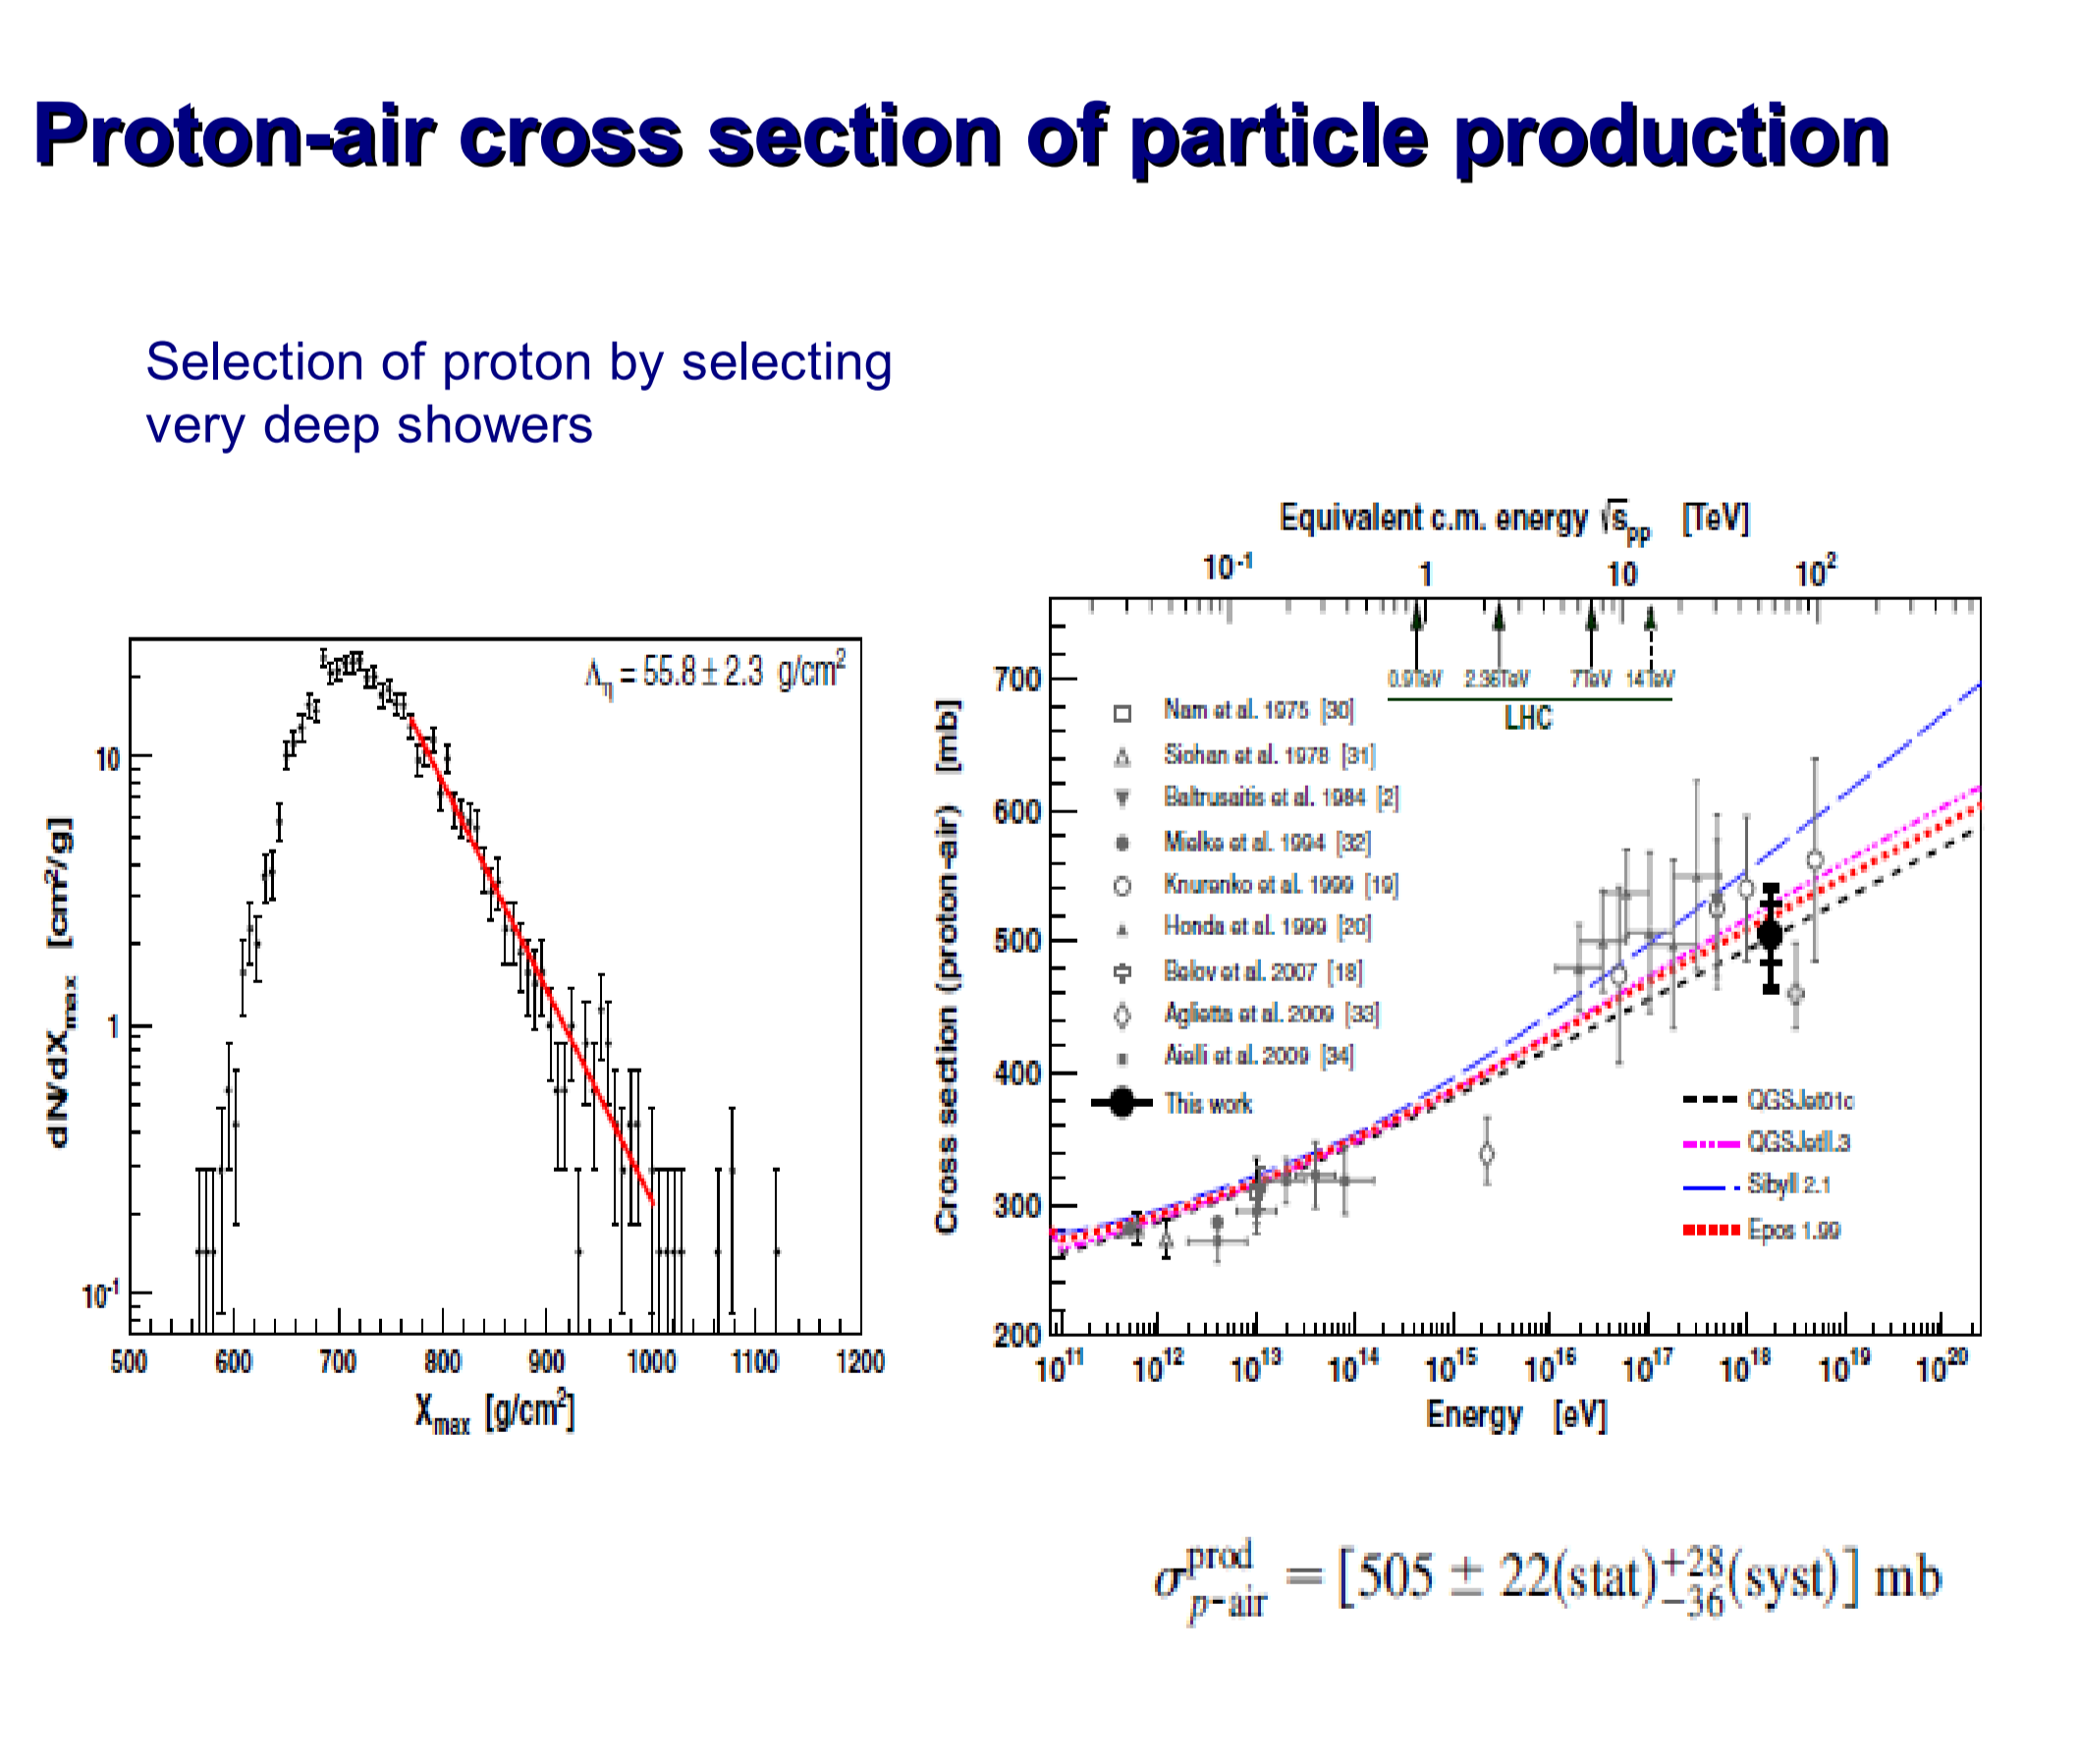 Proton-air cross section of particle production
Selection of proton by selecting
very deep showers
Λη = 55.8 ± 2.3 g/cm²
dN/dXmax [cm²/g]
10
1
10⁻¹
500 600 700 800 900 1000 1100 1200
Xmax [g/cm²]
Equivalent c.m. energy √spp [TeV]
10⁻¹ 1 10 10²
0.9TeV 2.36TeV 7TeV 14TeV
LHC
Cross section (proton-air) [mb]
700
600
500
400
300
200
Nam et al. 1975 [30]
Siohan et al. 1978 [31]
Baltrusaitis et al. 1984 [2]
Mielke et al. 1994 [32]
Knurenko et al. 1999 [19]
Honda et al. 1999 [20]
Belov et al. 2007 [18]
Aglietta et al. 2009 [33]
Aielli et al. 2009 [34]
This work
QGSJet01c
QGSJetII.3
Sibyll 2.1
Epos 1.99
10¹¹ 10¹² 10¹³ 10¹⁴ 10¹⁵ 10¹⁶ 10¹⁷ 10¹⁸ 10¹⁹ 10²⁰
Energy [eV]
σ prod p-air = [505 ± 22(stat) +28 −36 (syst)] mb